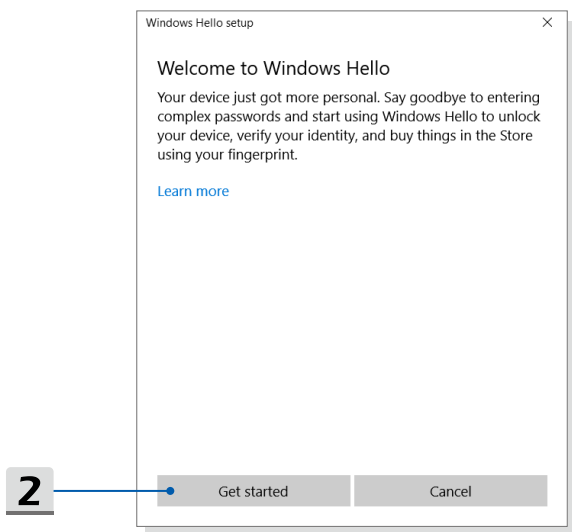 Windows Hello setup
Welcome to Windows Hello
Your device just got more personal. Say goodbye to entering
complex passwords and start using Windows Hello to unlock
your device, verify your identity, and buy things in the Store
using your fingerprint.
Learn more
2
Get started
Cancel